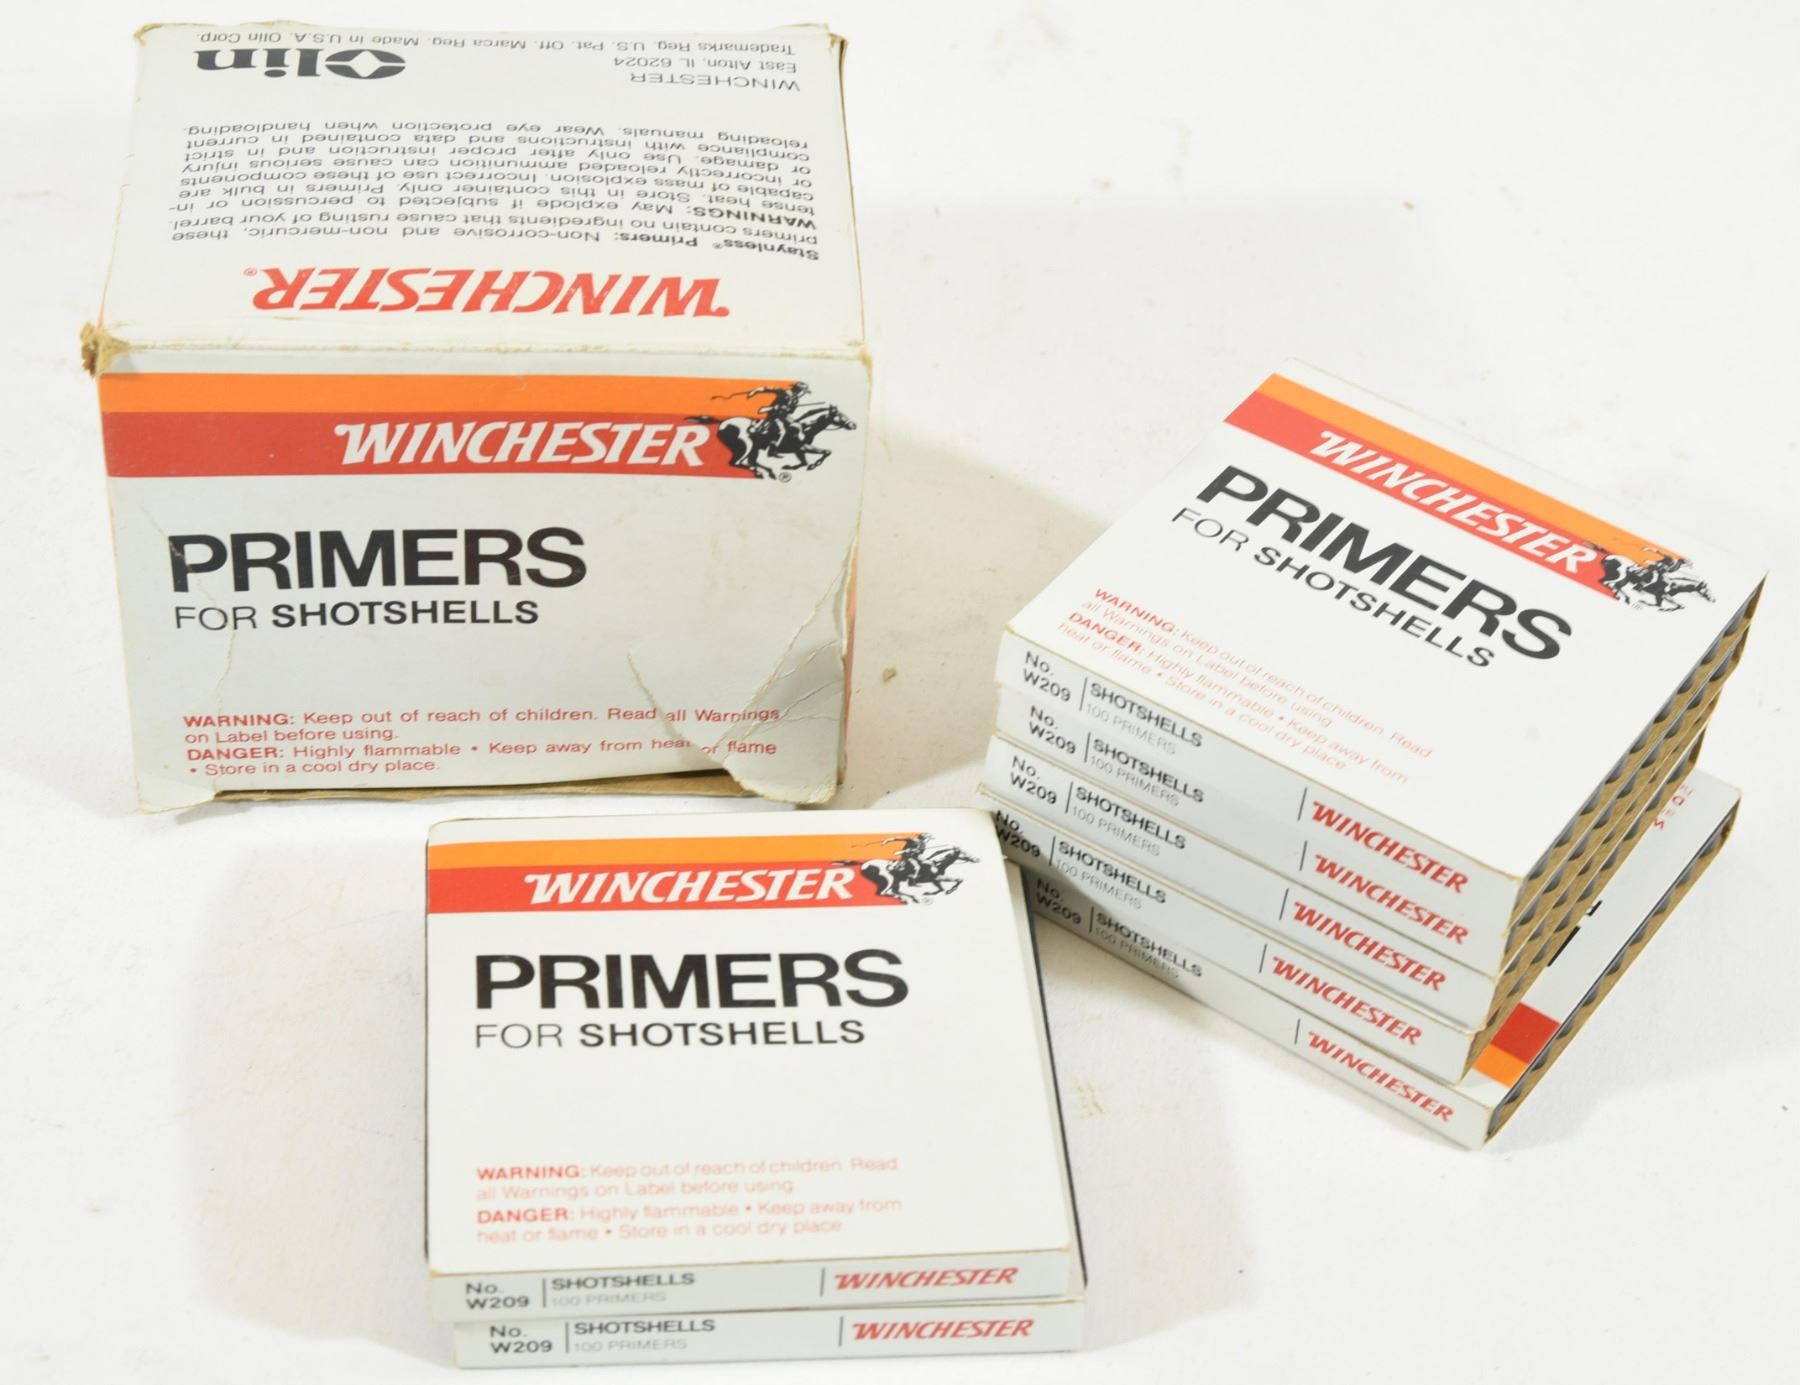 WINCHESTER®
Staynless® Primers: Non-corrosive and non-mercuric, these
primers contain no ingredients that cause rusting of your barrel.
WARNINGS: May explode if subjected to percussion or in-
tense heat. Store in this container only. Primers in bulk are
capable of mass explosion. Incorrect use of these components
or incorrectly reloaded ammunition can cause serious injury
or damage. Use only after proper instruction and in strict
compliance with instructions and data contained in current
reloading manuals. Wear eye protection when handloading.
WINCHESTER
East Alton, IL 62024
Trademarks Reg. U.S. Pat. Off. Marca Reg. Made in U.S.A. Olin Corp.
Olin
WINCHESTER
®
PRIMERS
FOR SHOTSHELLS
WARNING: Keep out of reach of children. Read all Warnings
on Label before using.
DANGER: Highly flammable • Keep away from heat or flame
• Store in a cool dry place.
WINCHESTER
®
PRIMERS
FOR SHOTSHELLS
WARNING: Keep out of reach of children Read
all Warnings on Label before using
DANGER: Highly flammable • Keep away from
heat or flame • Store in a cool dry place
No. W209 SHOTSHELLS 100 PRIMERS WINCHESTER
No. W209 SHOTSHELLS 100 PRIMERS WINCHESTER
WINCHESTER
®
PRIMERS
FOR SHOTSHELLS
WARNING: Keep out of reach of children Read
all Warnings on Label before using
DANGER: Highly flammable • Keep away from
heat or flame • Store in a cool dry place
No. W209 SHOTSHELLS 100 PRIMERS WINCHESTER
No. W209 SHOTSHELLS 100 PRIMERS WINCHESTER
No. W209 SHOTSHELLS 100 PRIMERS WINCHESTER
No. W209 SHOTSHELLS 100 PRIMERS WINCHESTER
No. W209 SHOTSHELLS 100 PRIMERS WINCHESTER